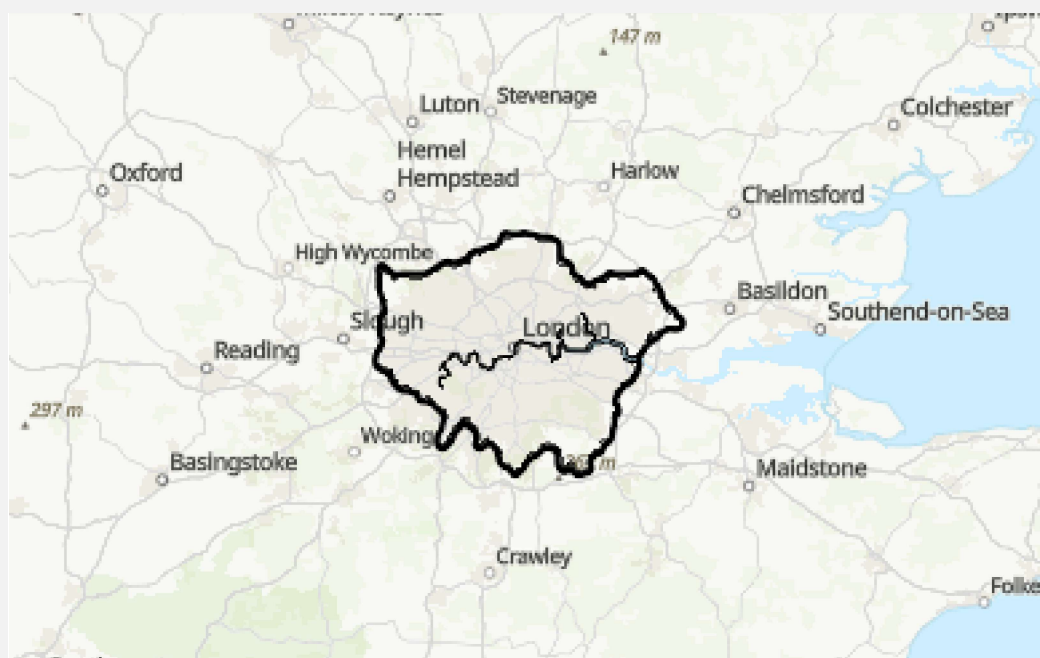 147 m
Luton
Stevenage
Colchester
Hemel
Hempstead
Oxford
Harlow
Chelmsford
High Wycombe
Basildon
Slough
London
Southend-on-Sea
Reading
297 m
Woking
Basingstoke
Maidstone
Crawley
Folke